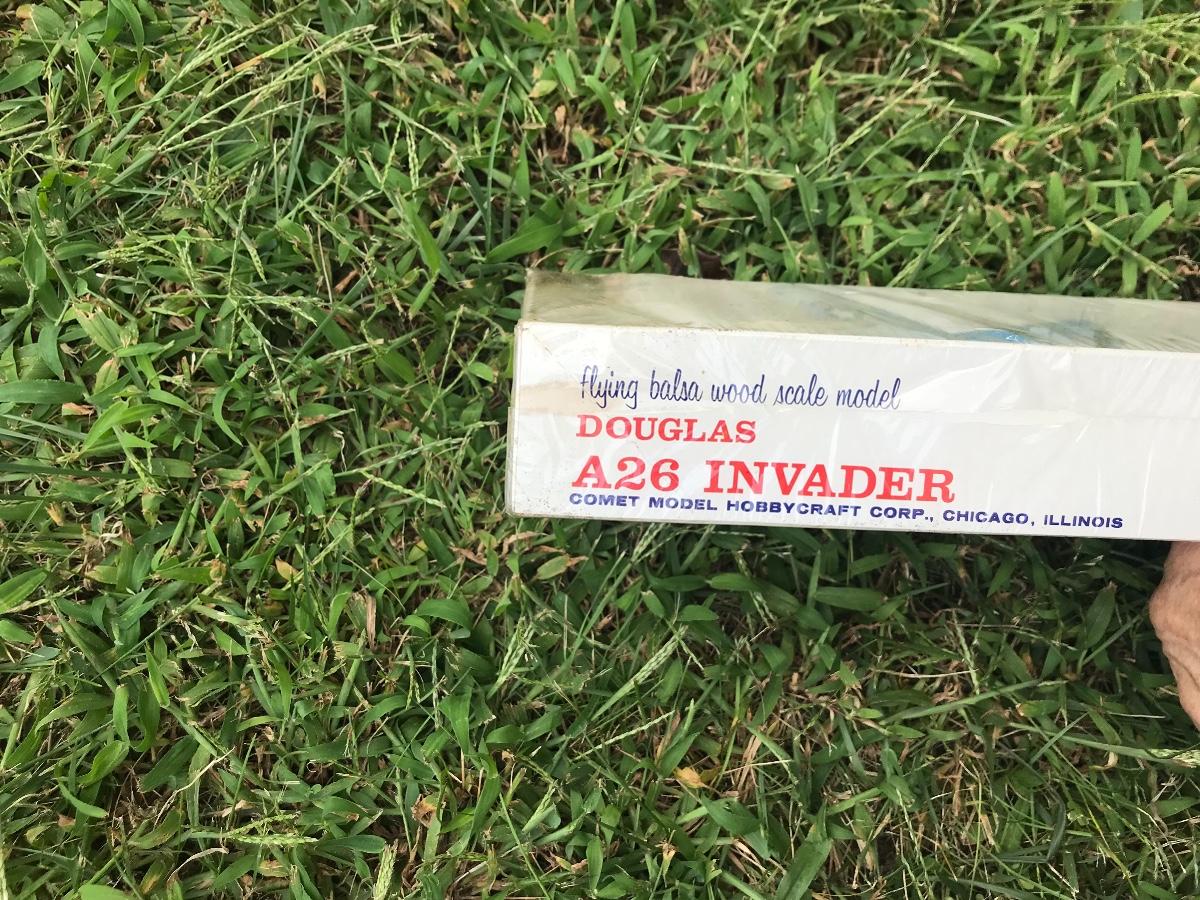 flying balsa wood scale model
DOUGLAS
A26 INVADER
COMET MODEL HOBBYCRAFT CORP., CHICAGO, ILLINOIS